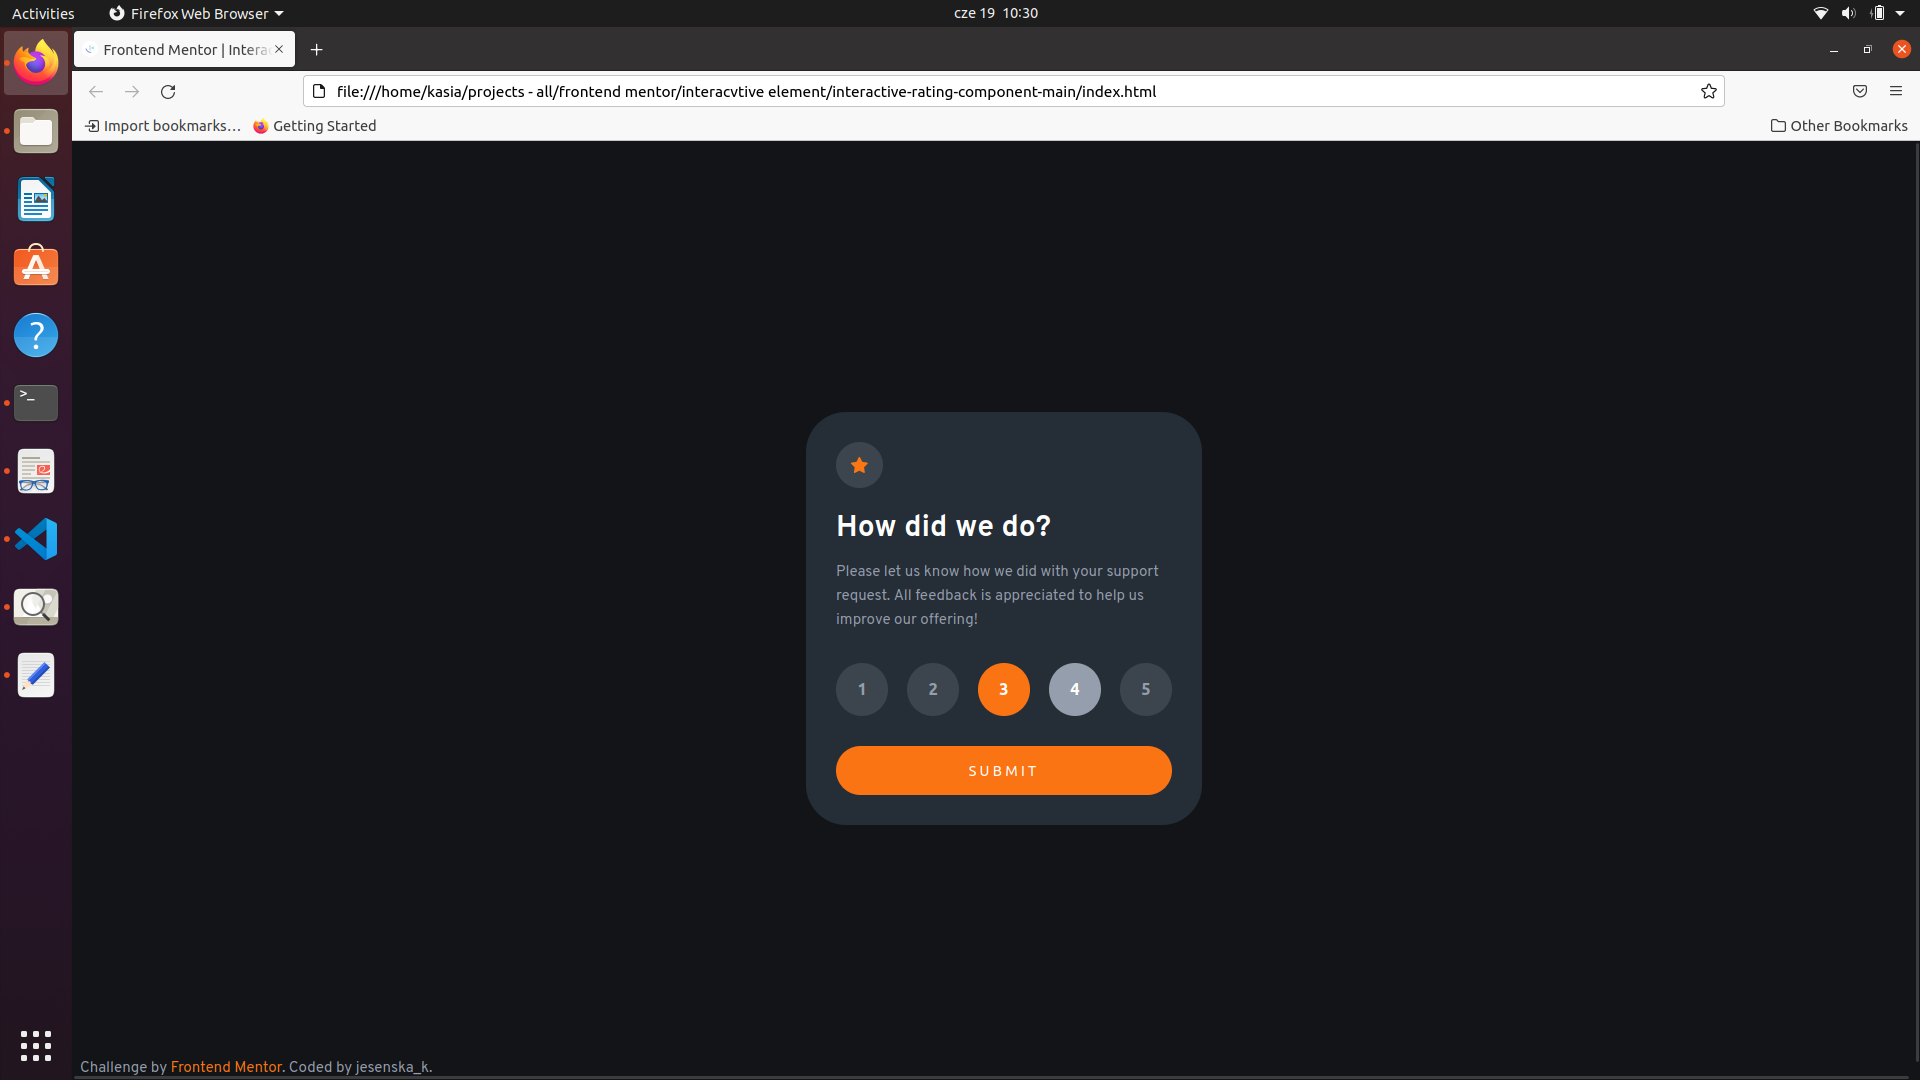 Activities
Firefox Web Browser
cze 19 10:30
Frontend Mentor | Interac
file:///home/kasia/projects - all/frontend mentor/interacvtive element/interactive-rating-component-main/index.html
Import bookmarks...
Getting Started
Other Bookmarks
How did we do?
Please let us know how we did with your support
request. All feedback is appreciated to help us
improve our offering!
1 2 3 4 5
SUBMIT
Challenge by Frontend Mentor. Coded by jesenska_k.